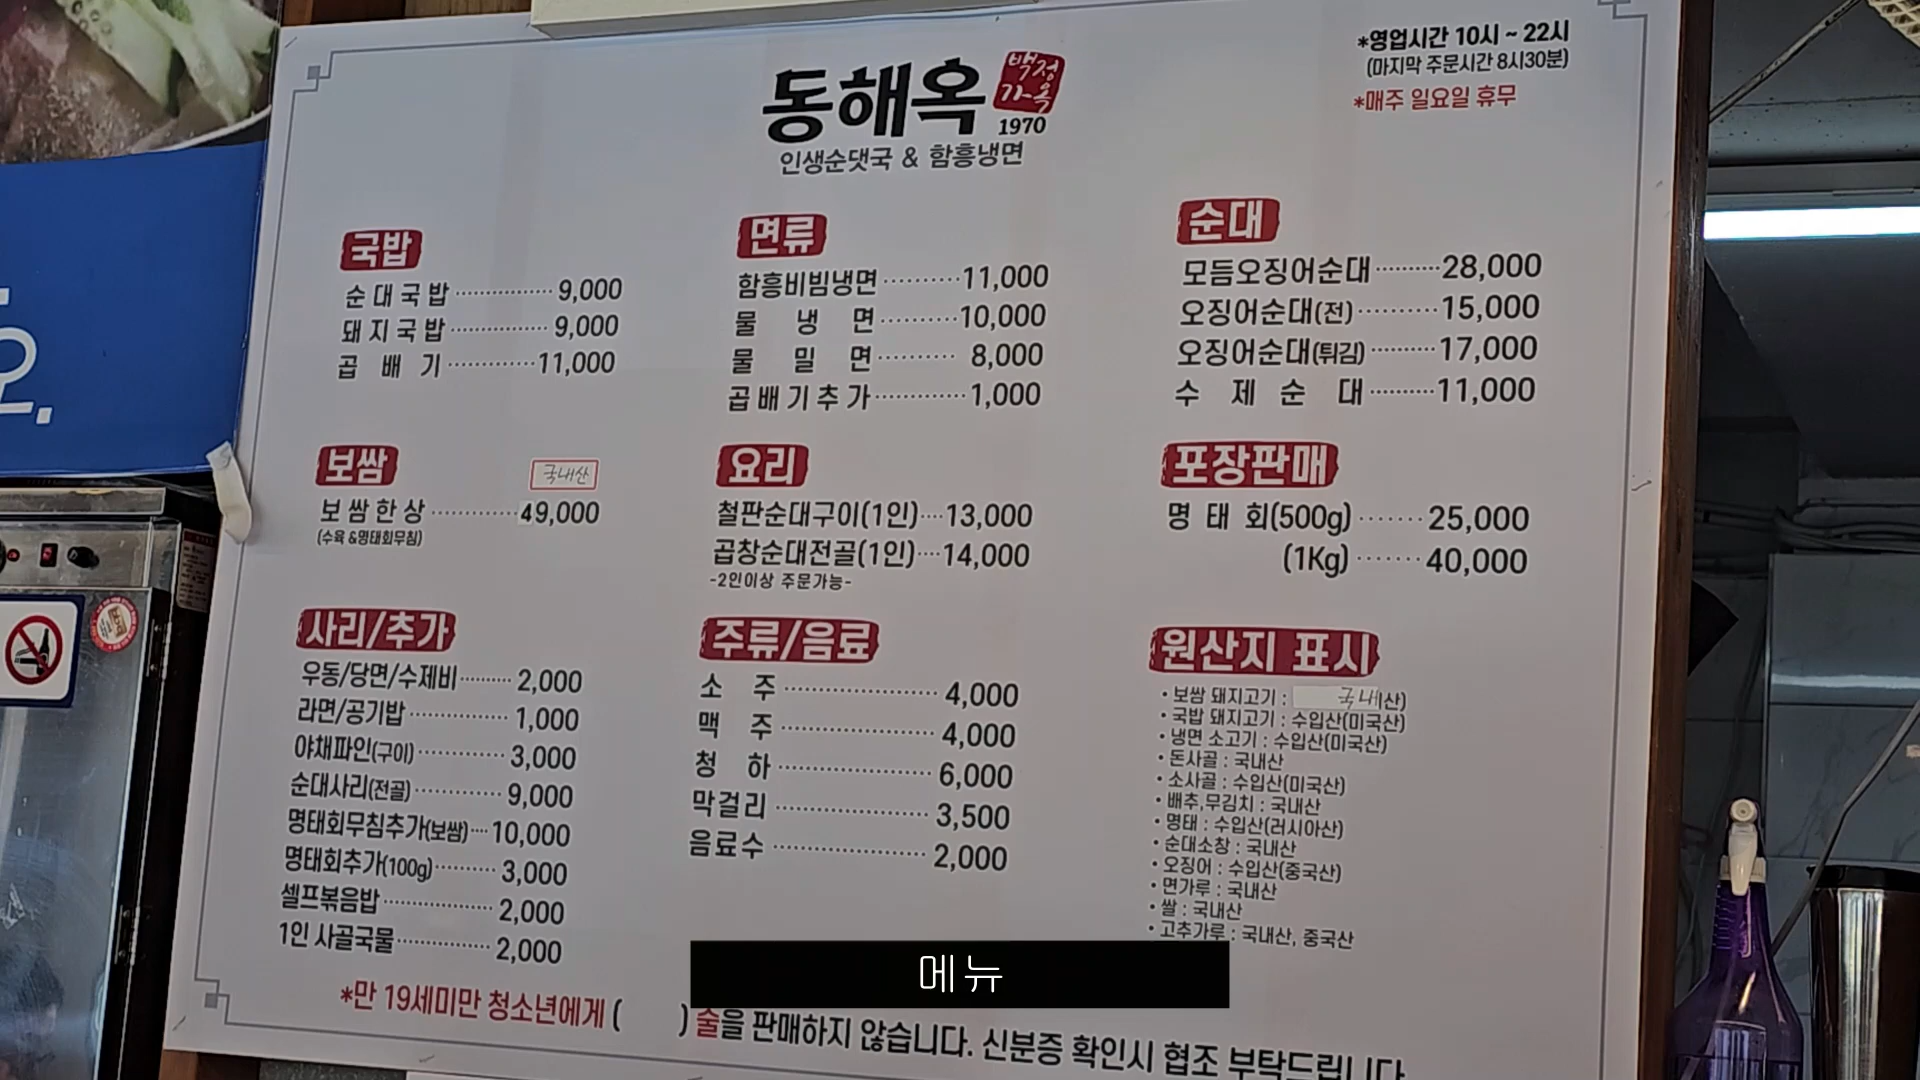 *영업시간 10시 ~ 22시
(마지막 주문시간 8시30분)
*매주 일요일 휴무
동해옥 백정가옥
1970
인생순댓국 & 함흥냉면
국밥
순대국밥 9,000
돼지국밥 9,000
곱배기 11,000
면류
함흥비빔냉면 11,000
물냉면 10,000
물밀면 8,000
곱배기추가 1,000
순대
모듬오징어순대 28,000
오징어순대(전) 15,000
오징어순대(튀김) 17,000
수제순대 11,000
보쌈
국내산
보쌈한상 49,000
(수육 &명태회무침)
요리
철판순대구이(1인) 13,000
곱창순대전골(1인) 14,000
-2인이상 주문가능-
포장판매
명태회(500g) 25,000
(1Kg) 40,000
사리/추가
우동/당면/수제비 2,000
라면/공기밥 1,000
야채파인(구이) 3,000
순대사리(전골) 9,000
명태회무침추가(보쌈) 10,000
명태회추가(100g) 3,000
셀프볶음밥 2,000
1인 사골국물 2,000
주류/음료
소주 4,000
맥주 4,000
청하 6,000
막걸리 3,500
음료수 2,000
원산지 표시
• 보쌈 돼지고기 : 국내산)
• 국밥 돼지고기 : 수입산(미국산)
• 냉면 소고기 : 수입산(미국산)
• 돈사골 : 국내산
• 소사골 : 수입산(미국산)
• 배추,무김치 : 국내산
• 명태 : 수입산(러시아산)
• 순대소창 : 국내산
• 오징어 : 수입산(중국산)
• 면가루 : 국내산
• 쌀 : 국내산
• 고추가루 : 국내산, 중국산
메뉴
*만 19세미만 청소년에게 ( ) 술을 판매하지 않습니다. 신분증 확인시 협조 부탁드립니다
오.